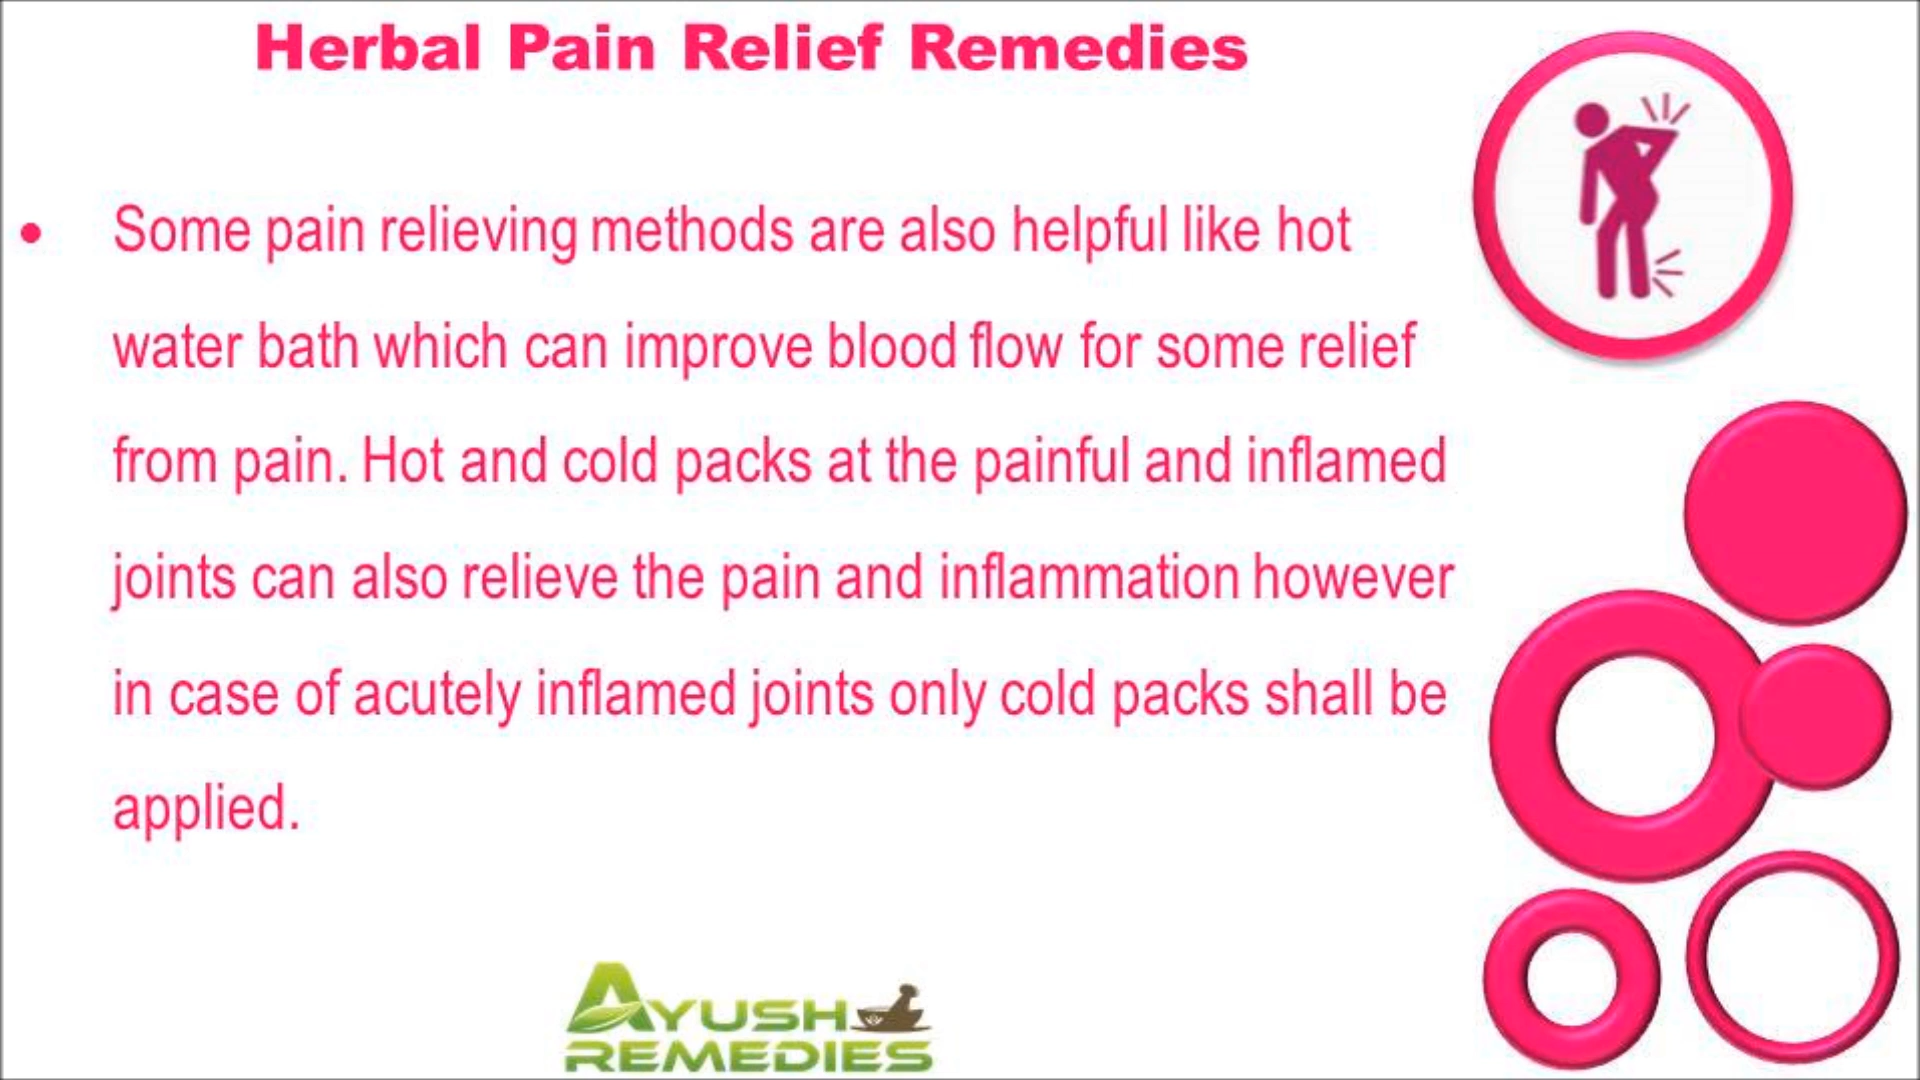 Herbal Pain Relief Remedies
• Some pain relieving methods are also helpful like hot
water bath which can improve blood flow for some relief
from pain. Hot and cold packs at the painful and inflamed
joints can also relieve the pain and inflammation however
in case of acutely inflamed joints only cold packs shall be
applied.
AYUSH
REMEDIES